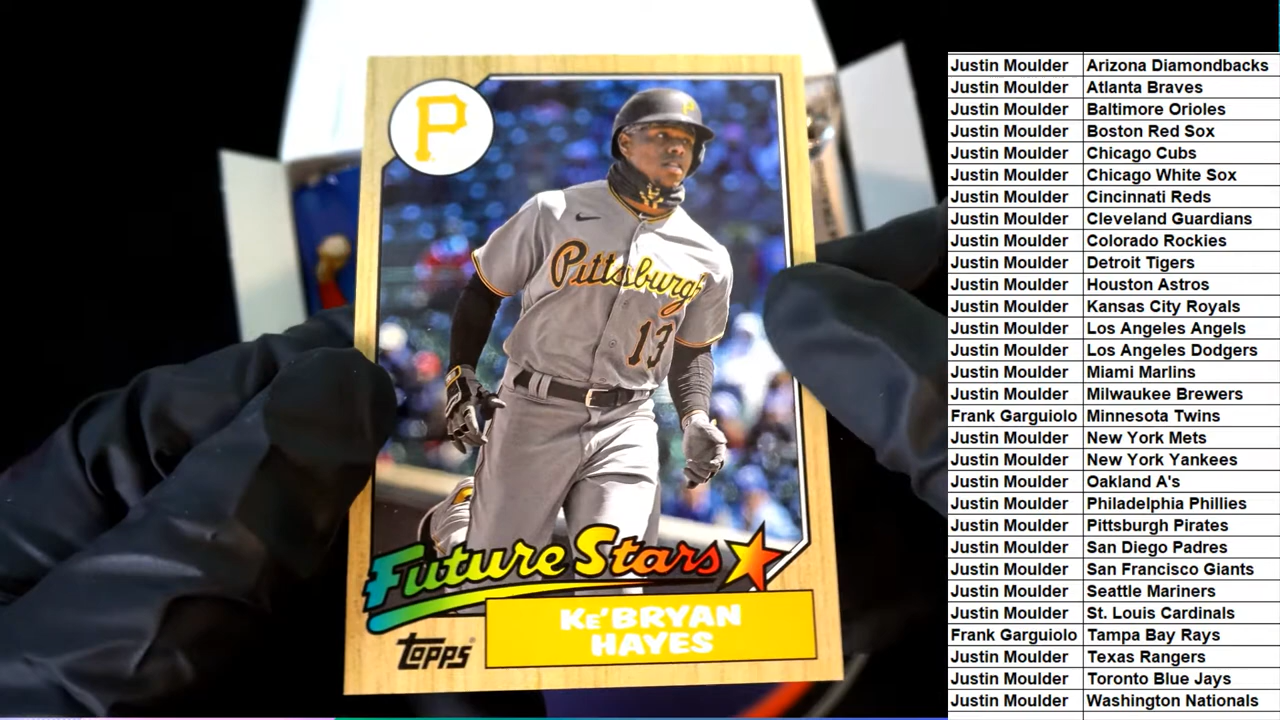 P
P
Pittsburgh
13
Future Stars
KE'BRYAN
HAYES
TOPPS
Justin Moulder Arizona Diamondbacks
Justin Moulder Atlanta Braves
Justin Moulder Baltimore Orioles
Justin Moulder Boston Red Sox
Justin Moulder Chicago Cubs
Justin Moulder Chicago White Sox
Justin Moulder Cincinnati Reds
Justin Moulder Cleveland Guardians
Justin Moulder Colorado Rockies
Justin Moulder Detroit Tigers
Justin Moulder Houston Astros
Justin Moulder Kansas City Royals
Justin Moulder Los Angeles Angels
Justin Moulder Los Angeles Dodgers
Justin Moulder Miami Marlins
Justin Moulder Milwaukee Brewers
Frank Garguiolo Minnesota Twins
Justin Moulder New York Mets
Justin Moulder New York Yankees
Justin Moulder Oakland A's
Justin Moulder Philadelphia Phillies
Justin Moulder Pittsburgh Pirates
Justin Moulder San Diego Padres
Justin Moulder San Francisco Giants
Justin Moulder Seattle Mariners
Justin Moulder St. Louis Cardinals
Frank Garguiolo Tampa Bay Rays
Justin Moulder Texas Rangers
Justin Moulder Toronto Blue Jays
Justin Moulder Washington Nationals